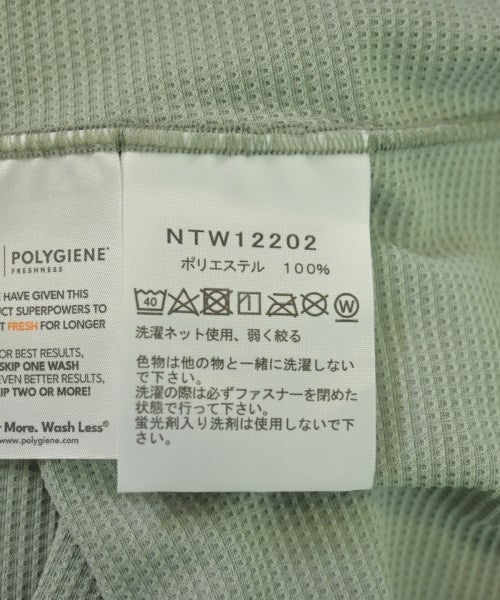 POLYGIENE®
FRESHNESS
HAVE GIVEN THIS
SUPERPOWERS TO
FRESH FOR LONGER
FOR BEST RESULTS,
SKIP ONE WASH
EVEN BETTER RESULTS,
SKIP TWO OR MORE!
More. Wash Less®
www.polygiene.com
NTW12202
ポリエステル 100%
40
W
洗濯ネット使用、弱く絞る
色物は他の物と一緒に洗濯しない
で下さい。
洗濯の際は必ずファスナーを閉めた
状態で行って下さい。
蛍光剤入り洗剤は使用しないで下
さい。